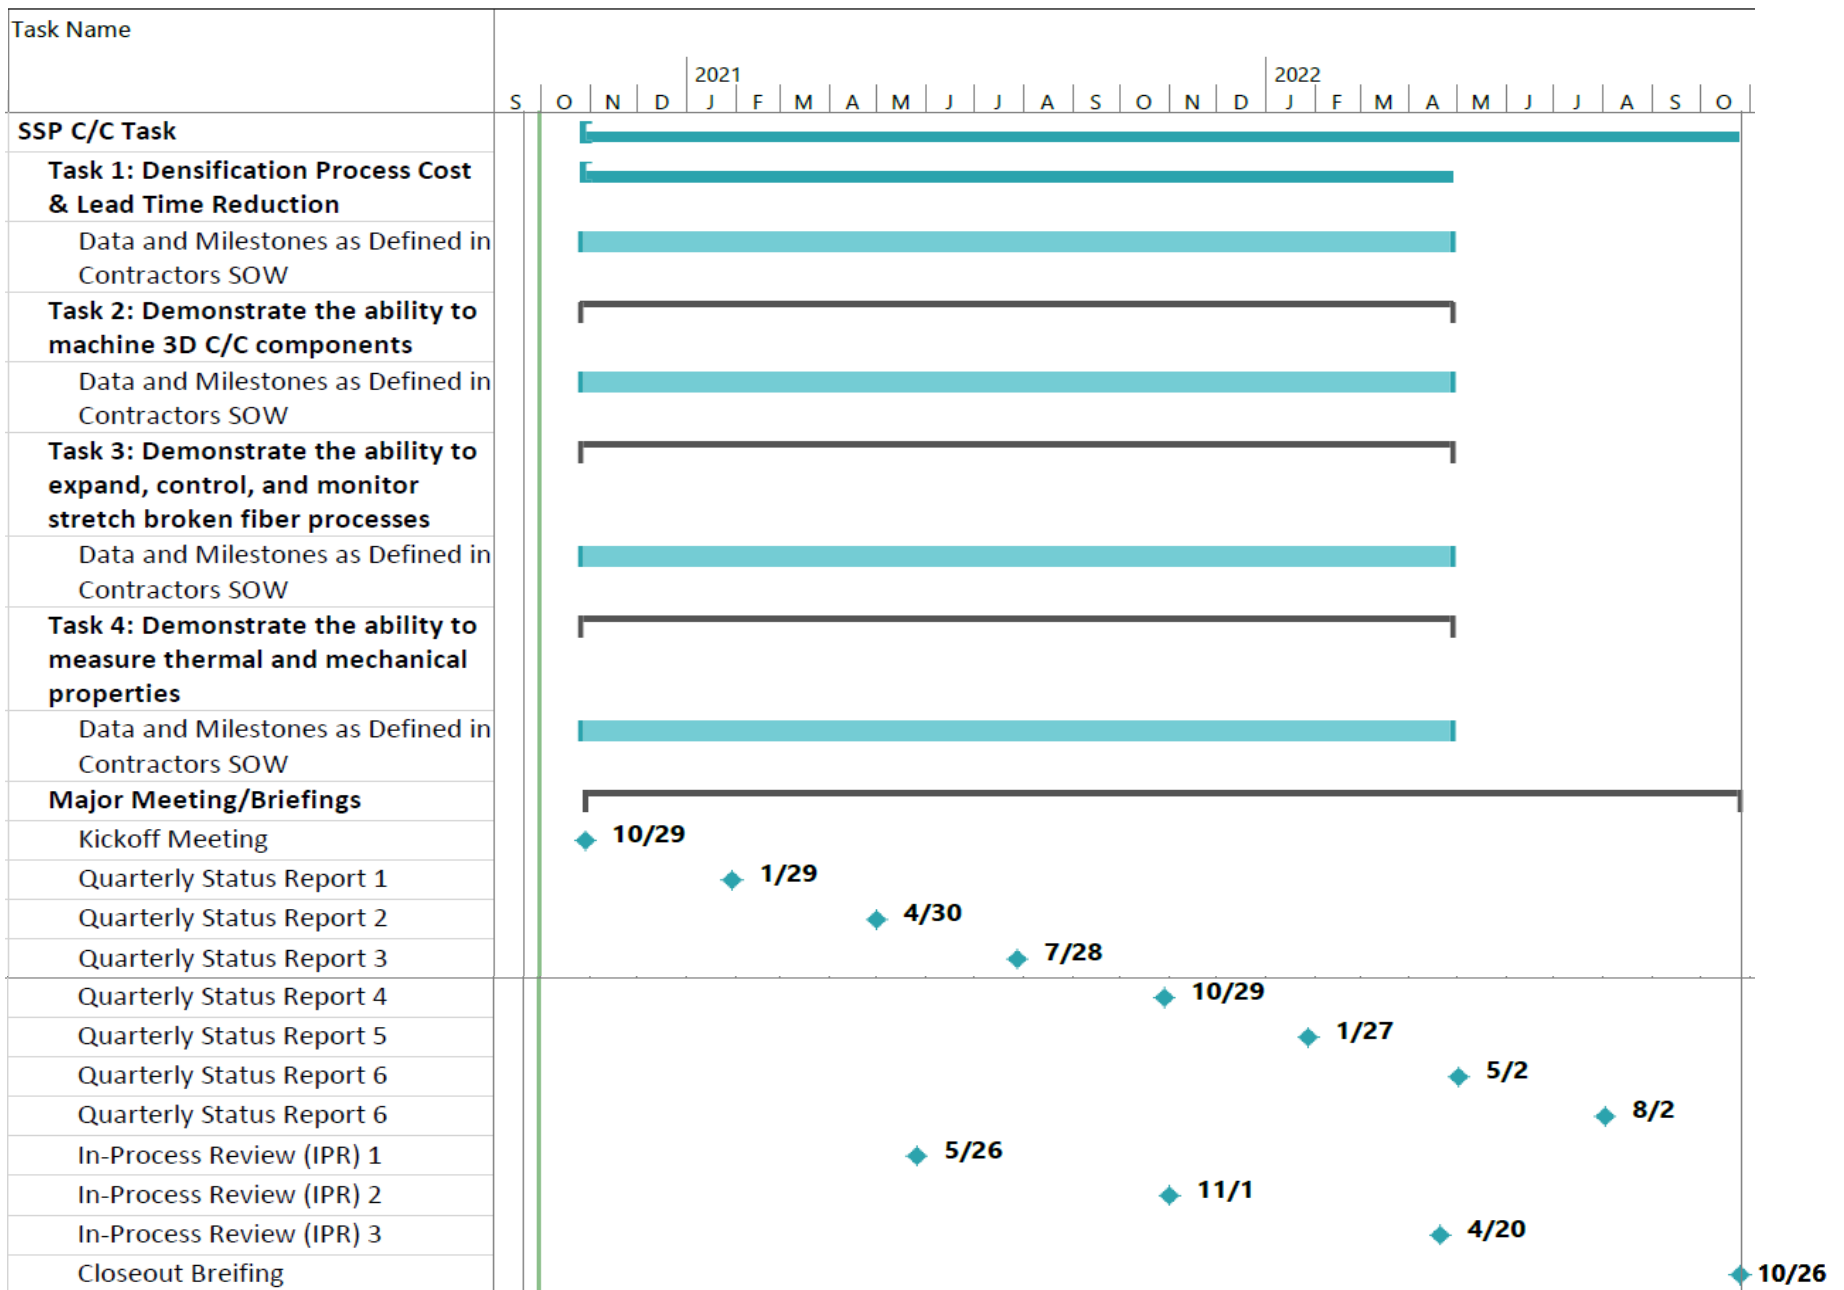 Task Name
2021
2022
S O N D J F M A M J J A S O N D J F M A M J J A S O
SSP C/C Task
Task 1: Densification Process Cost
& Lead Time Reduction
Data and Milestones as Defined in
Contractors SOW
Task 2: Demonstrate the ability to
machine 3D C/C components
Data and Milestones as Defined in
Contractors SOW
Task 3: Demonstrate the ability to
expand, control, and monitor
stretch broken fiber processes
Data and Milestones as Defined in
Contractors SOW
Task 4: Demonstrate the ability to
measure thermal and mechanical
properties
Data and Milestones as Defined in
Contractors SOW
Major Meeting/Briefings
Kickoff Meeting 10/29
Quarterly Status Report 1 1/29
Quarterly Status Report 2 4/30
Quarterly Status Report 3 7/28
Quarterly Status Report 4 10/29
Quarterly Status Report 5 1/27
Quarterly Status Report 6 5/2
Quarterly Status Report 6 8/2
In-Process Review (IPR) 1 5/26
In-Process Review (IPR) 2 11/1
In-Process Review (IPR) 3 4/20
Closeout Breifing 10/26